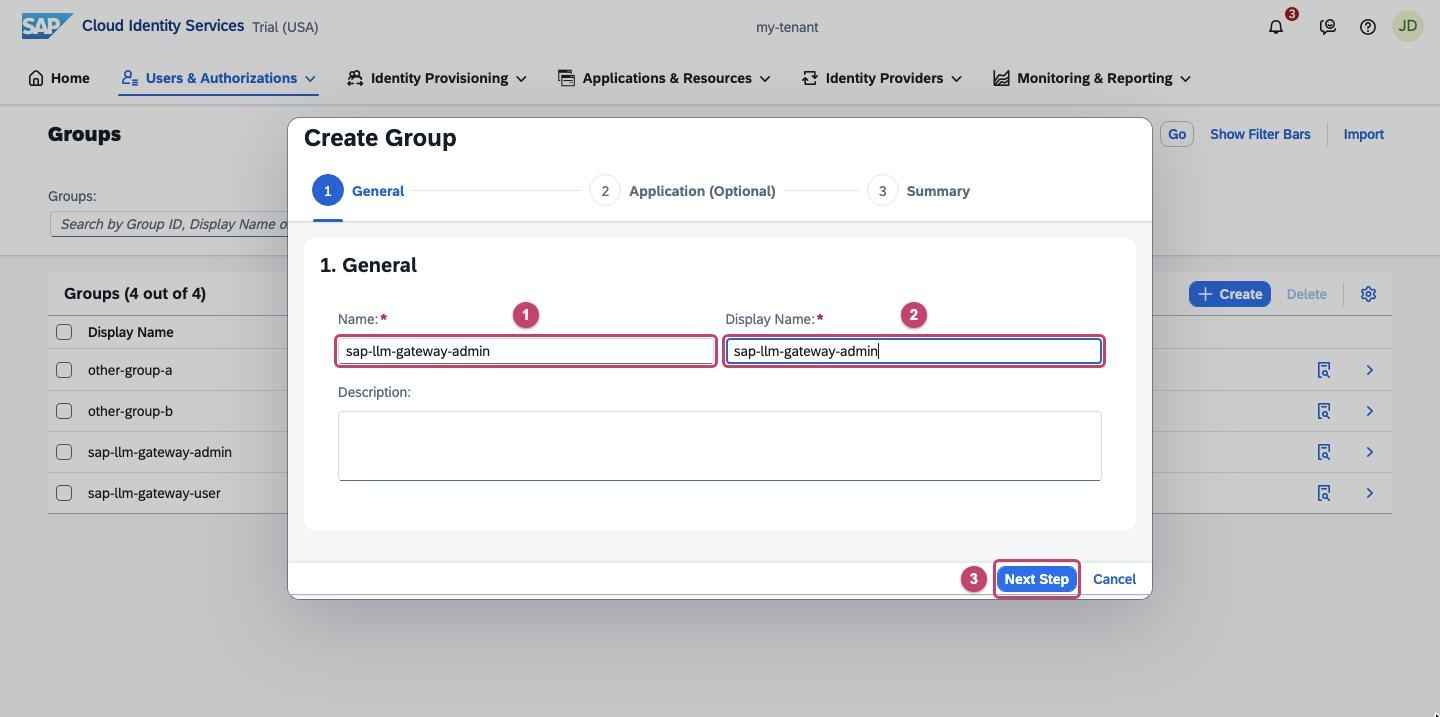 SAP Cloud Identity Services Trial (USA)
my-tenant
3
JD
Home
Users & Authorizations
Identity Provisioning
Applications & Resources
Identity Providers
Monitoring & Reporting
Groups
Go
Show Filter Bars
Import
Groups:
Search by Group ID, Display Name o
Groups (4 out of 4)
Create
Delete
Display Name
other-group-a
other-group-b
sap-llm-gateway-admin
sap-llm-gateway-user
Create Group
1 General
2 Application (Optional)
3 Summary
1. General
Name:*
1
Display Name:*
2
sap-llm-gateway-admin
sap-llm-gateway-admin
Description:
3
Next Step
Cancel